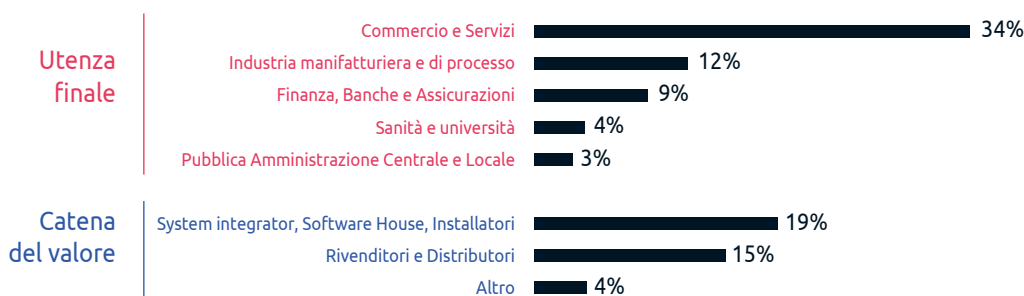 Utenza
finale
Commercio e Servizi 34%
Industria manifatturiera e di processo 12%
Finanza, Banche e Assicurazioni 9%
Sanità e università 4%
Pubblica Amministrazione Centrale e Locale 3%
Catena
del valore
System integrator, Software House, Installatori 19%
Rivenditori e Distributori 15%
Altro 4%